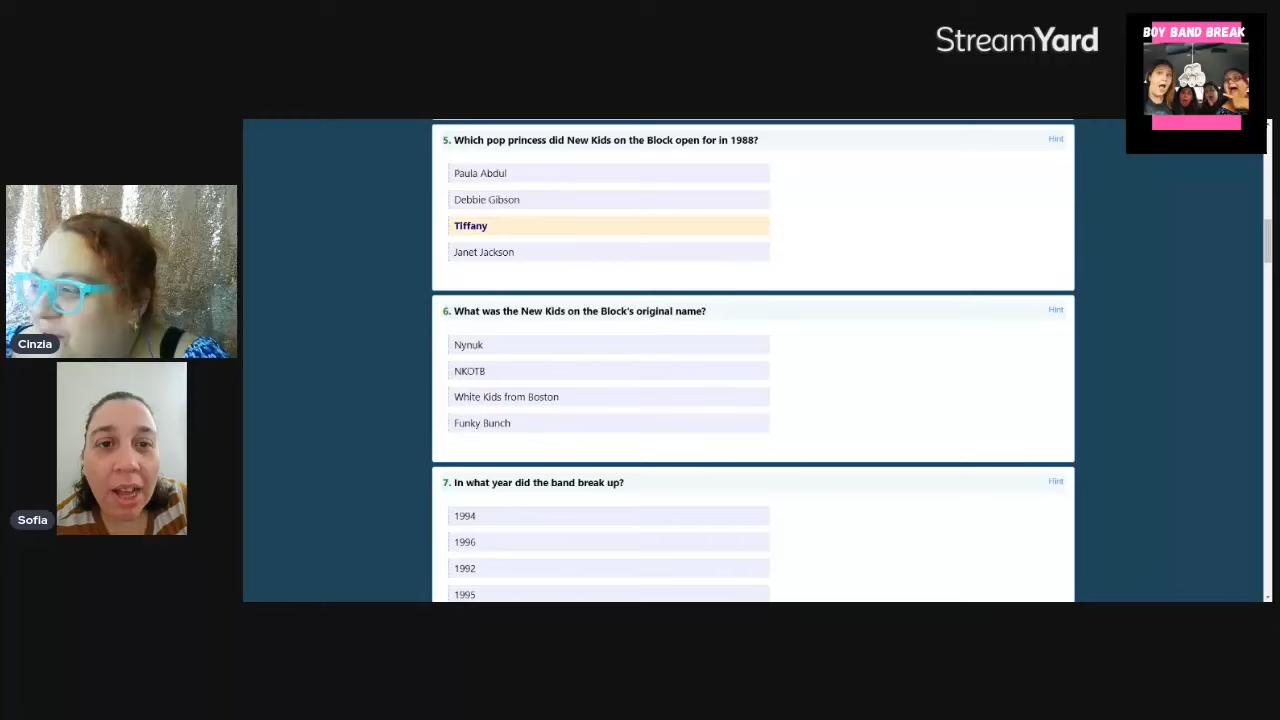 StreamYard
BOY BAND BREAK
5. Which pop princess did New Kids on the Block open for in 1988?
Hint
Paula Abdul
Debbie Gibson
Tiffany
Janet Jackson
6. What was the New Kids on the Block's original name?
Hint
Nynuk
NKOTB
White Kids from Boston
Funky Bunch
7. In what year did the band break up?
Hint
1994
1996
1992
1995
Cinzia
Sofia